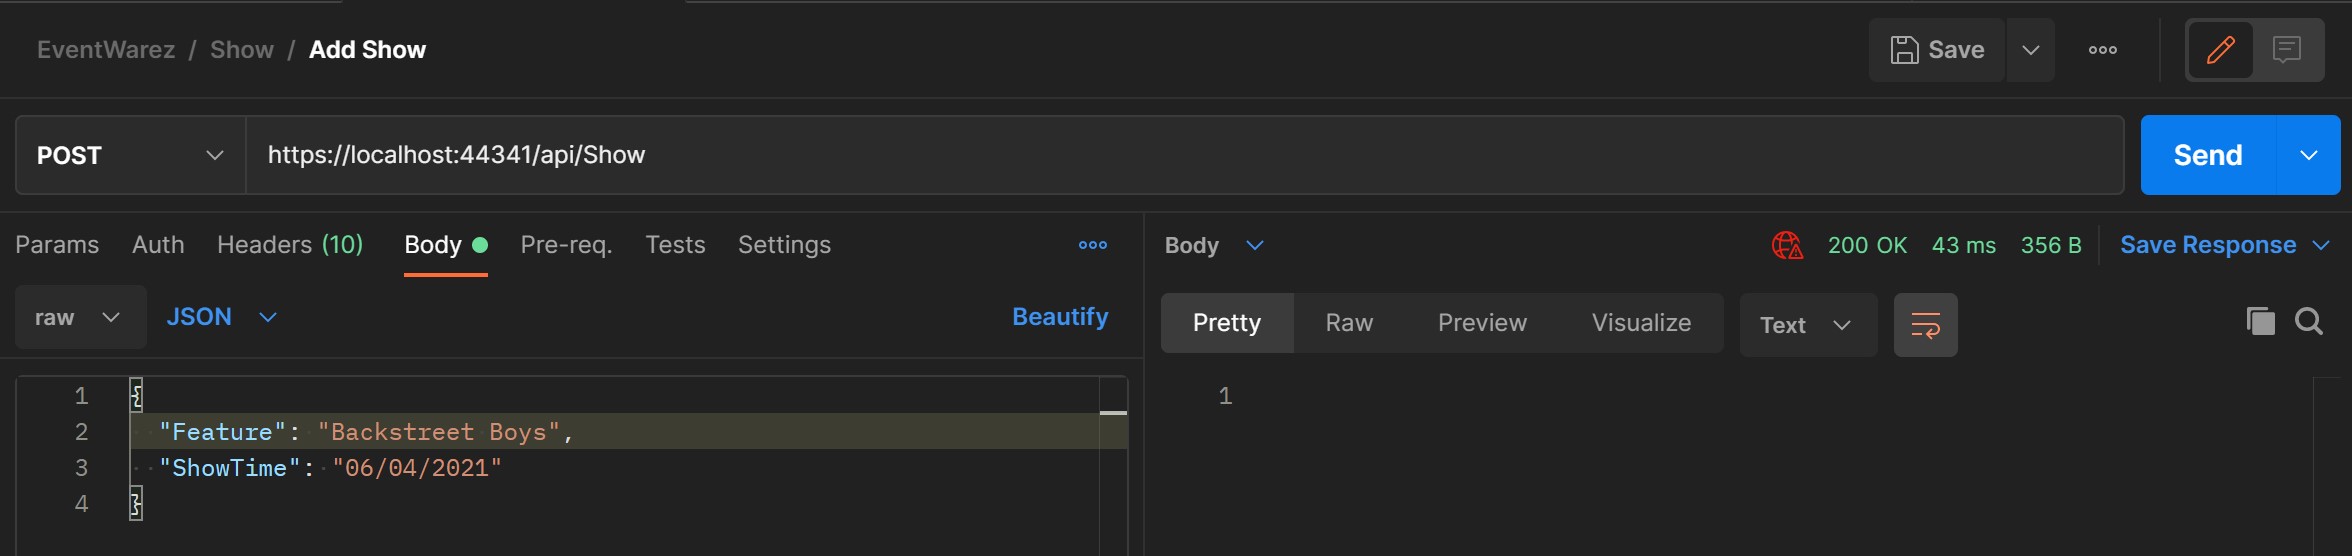 EventWarez / Show / Add Show
Save
POST
https://localhost:44341/api/Show
Send
Params Auth Headers (10) Body Pre-req. Tests Settings
Body
200 OK 43 ms 356 B Save Response
raw JSON Beautify
Pretty Raw Preview Visualize Text
1 {
2 "Feature": "Backstreet Boys",
3 "ShowTime": "06/04/2021"
4 }
1